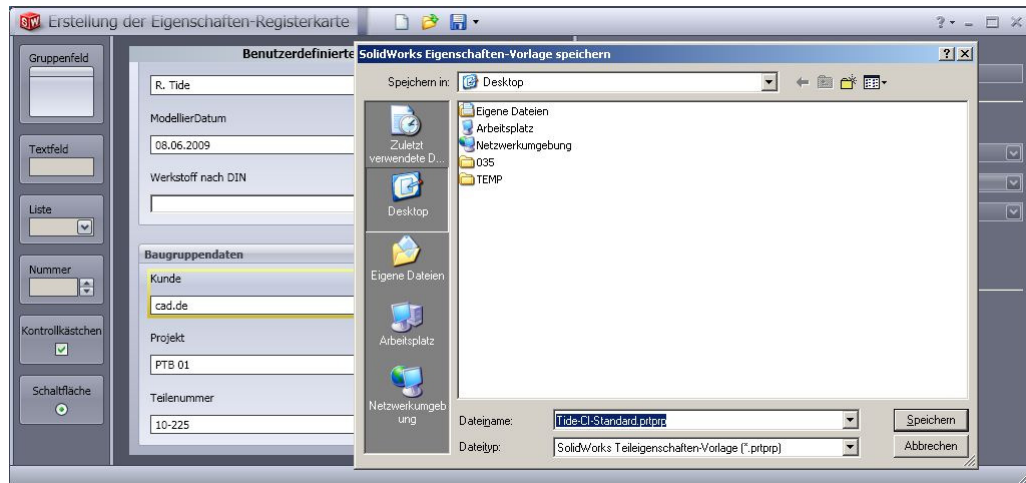 Erstellung der Eigenschaften-Registerkarte
Gruppenfeld
Textfeld
Liste
Nummer
Kontrollkästchen
Schaltfläche
Benutzerdefinierte
R. Tide
ModellierDatum
08.06.2009
Werkstoff nach DIN
Baugruppendaten
Kunde
cad.de
Projekt
PTB 01
Teilenummer
10-225
SolidWorks Eigenschaften-Vorlage speichern
Speichern in:
Desktop
Zuletzt
verwendete D...
Desktop
Eigene Dateien
Arbeitsplatz
Netzwerkumgeb
ung
Eigene Dateien
Arbeitsplatz
Netzwerkumgebung
035
TEMP
Dateiname:
Tide-CI-Standard.prtprp
Speichern
Dateityp:
SolidWorks Teileigenschaften-Vorlage (*.prtprp)
Abbrechen